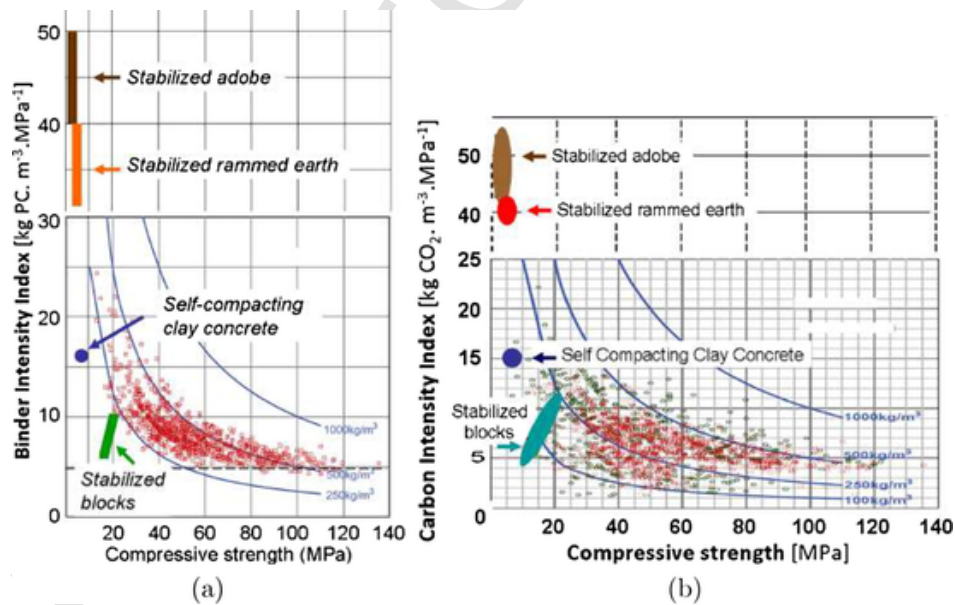 50
40
30
20
10
0
Binder Intensity Index [kg PC. m⁻³.MPa⁻¹]
Stabilized adobe
Stabilized rammed earth
Self-compacting
clay concrete
Stabilized
blocks
1000kg/m³
500kg/m³
250kg/m³
20 40 60 80 100 120 140
Compressive strength (MPa)
(a)
50
40
25
20
15
10
5
0
Carbon Intensity Index [kg CO₂. m⁻³.MPa⁻¹]
Stabilized adobe
Stabilized rammed earth
Self Compacting Clay Concrete
Stabilized
blocks
1000kg/m³
500kg/m³
250kg/m³
100kg/m³
20 40 60 80 100 120 140
Compressive strength [MPa]
(b)